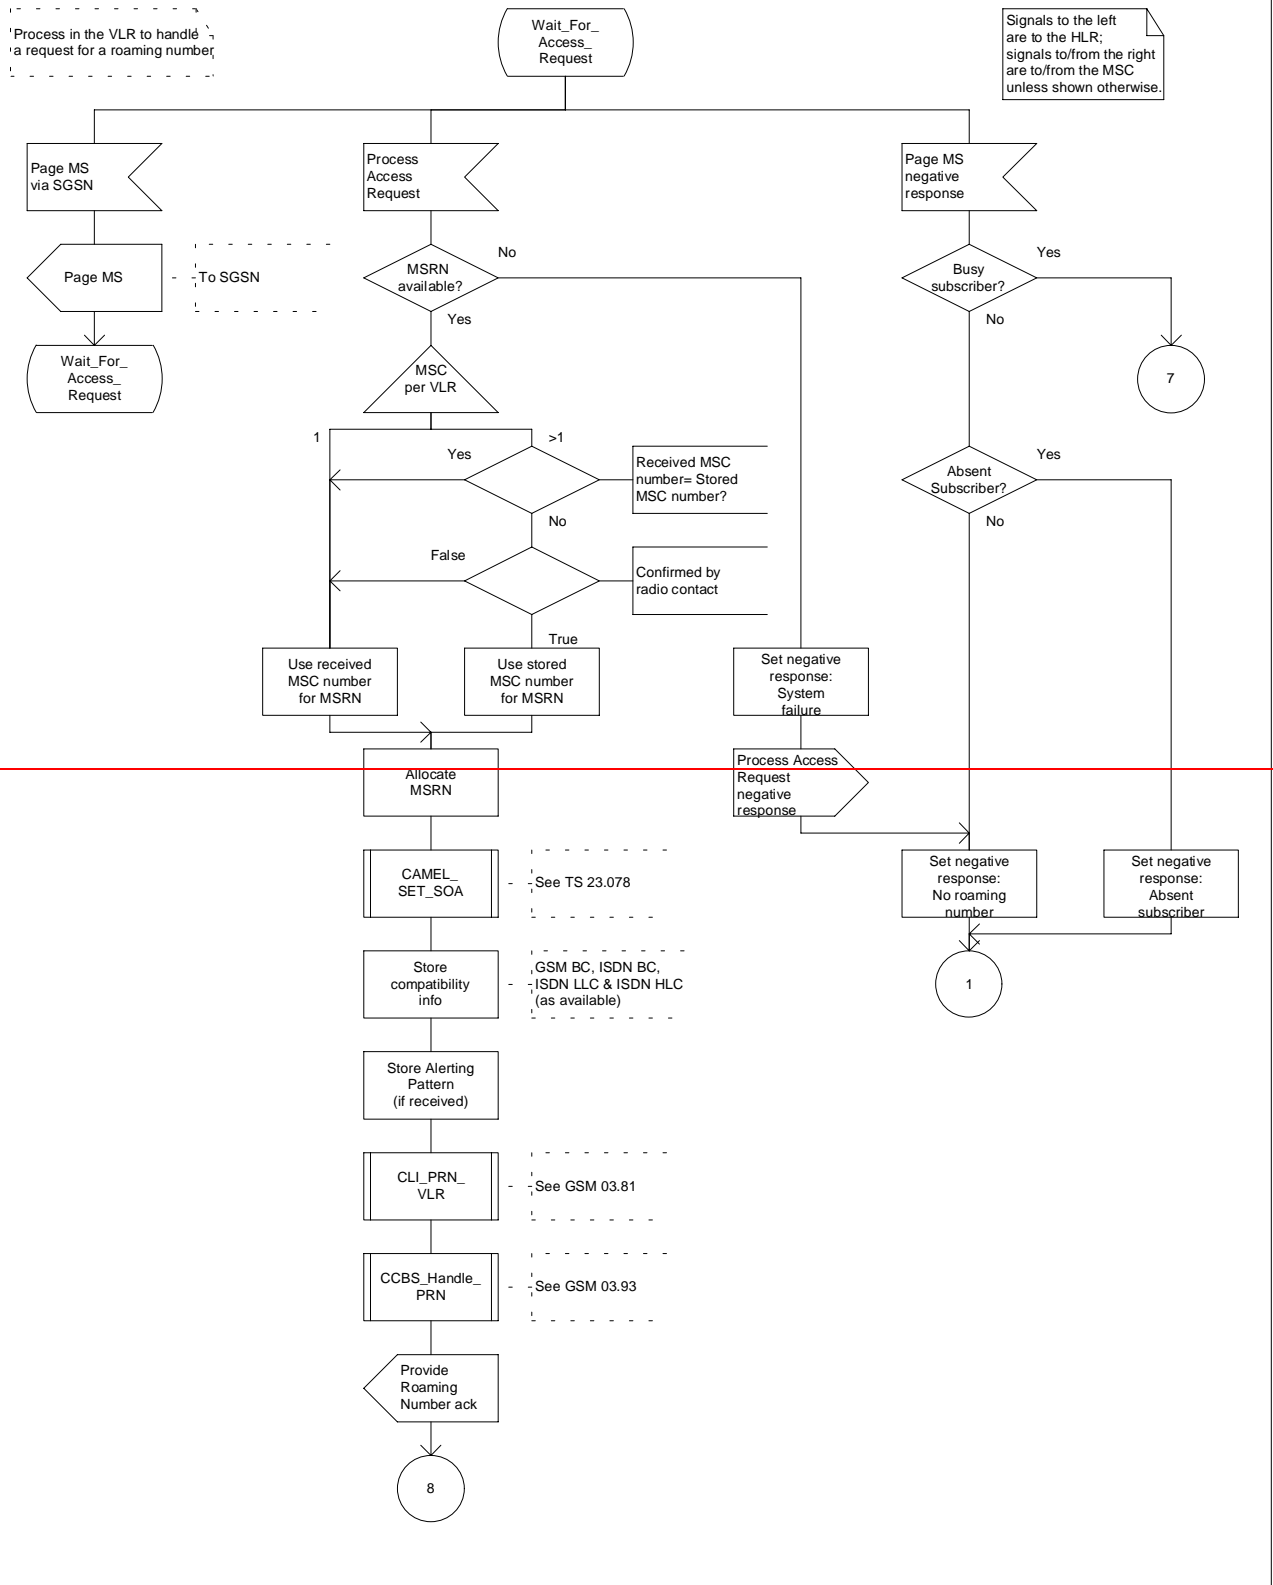 Process in the VLR to handle
a request for a roaming number
Wait_For_
Access_
Request
Signals to the left
are to the HLR;
signals to/from the right
are to/from the MSC
unless shown otherwise.
Page MS
via SGSN
Process
Access
Request
Page MS
negative
response
Page MS
To SGSN
MSRN
available?
No
Yes
Busy
subscriber?
Yes
No
Wait_For_
Access_
Request
MSC
per VLR
7
1
>1
Yes
Received MSC
number= Stored
MSC number?
No
Absent
Subscriber?
Yes
No
False
Confirmed by
radio contact
True
Use received
MSC number
for MSRN
Use stored
MSC number
for MSRN
Set negative
response:
System
failure
Allocate
MSRN
Process Access
Request
negative
response
CAMEL_
SET_SOA
See TS 23.078
Set negative
response:
No roaming
number
Set negative
response:
Absent
subscriber
Store
compatibility
info
GSM BC, ISDN BC,
ISDN LLC & ISDN HLC
(as available)
1
Store Alerting
Pattern
(if received)
CLI_PRN_
VLR
See GSM 03.81
CCBS_Handle_
PRN
See GSM 03.93
Provide
Roaming
Number ack
8